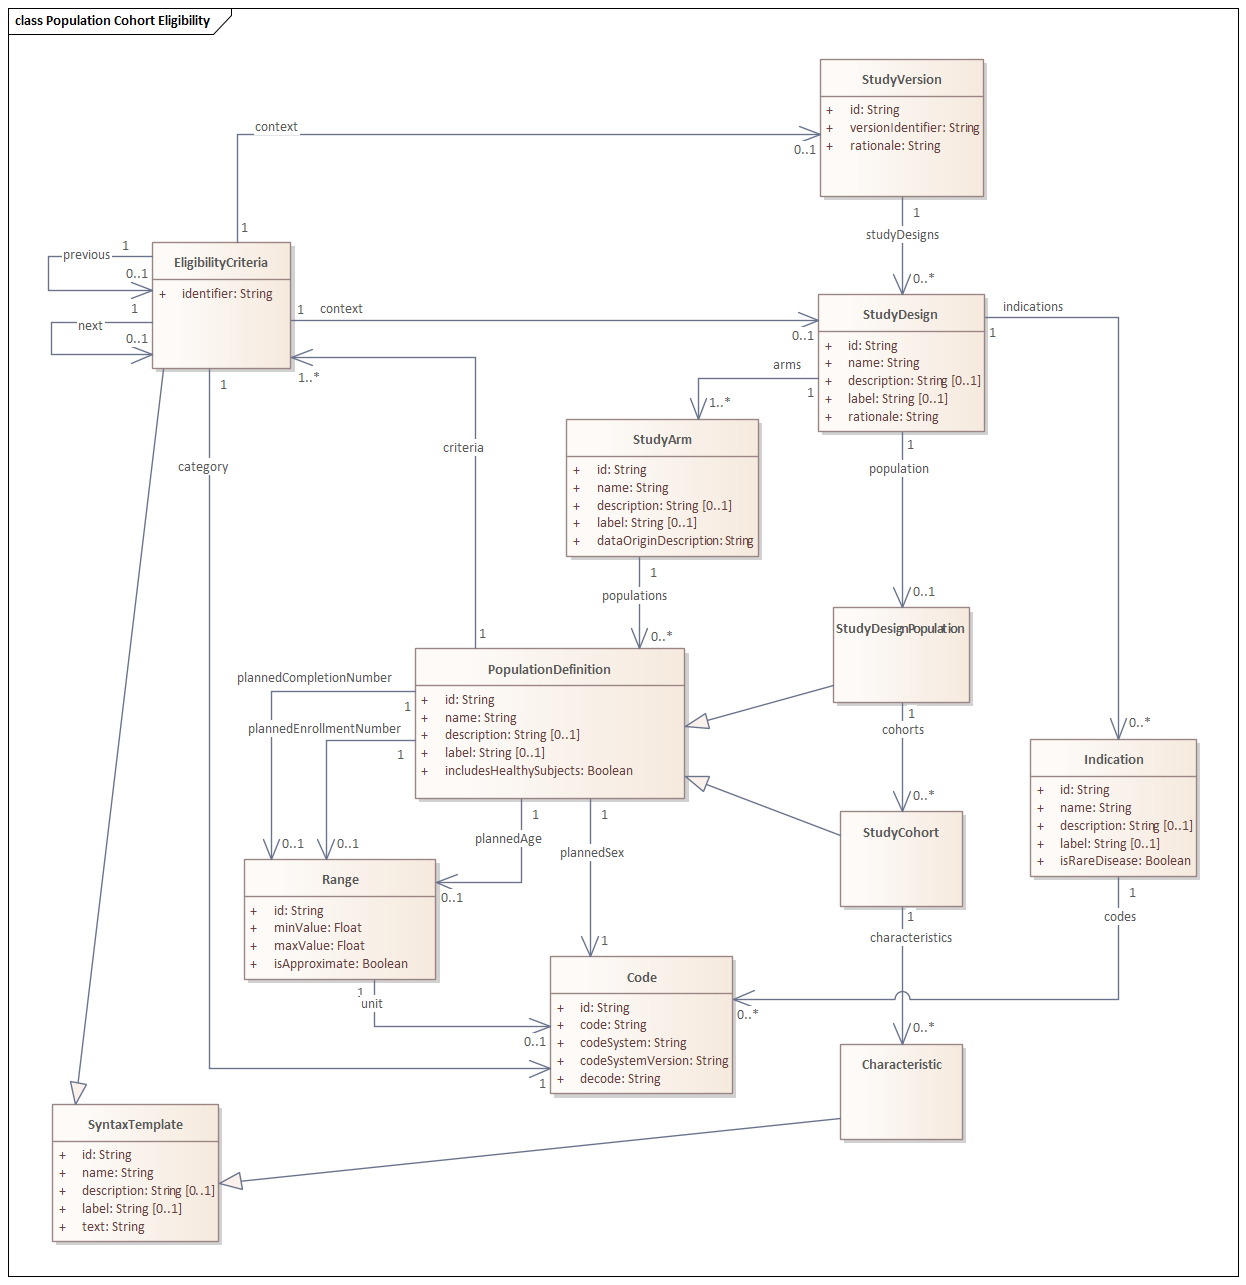 class Population Cohort Eligibility
StudyVersion
+ id: String
+ versionIdentifier: String
+ rationale: String
context
0..1
1
1
studyDesigns
0..*
EligibilityCriteria
+ identifier: String
previous
1
0..1
1
next
0..1
1
context
0..1
StudyDesign
+ id: String
+ name: String
+ description: String [0..1]
+ label: String [0..1]
+ rationale: String
indications
1
arms
1
1..*
1..*
1
category
criteria
1
StudyArm
+ id: String
+ name: String
+ description: String [0..1]
+ label: String [0..1]
+ dataOriginDescription: String
1
population
0..1
1
populations
0..*
StudyDesignPopulation
PopulationDefinition
+ id: String
+ name: String
+ description: String [0..1]
+ label: String [0..1]
+ includesHealthySubjects: Boolean
plannedCompletionNumber
1
plannedEnrollmentNumber
1
0..1
0..1
1
cohorts
0..*
0..*
Indication
+ id: String
+ name: String
+ description: String [0..1]
+ label: String [0..1]
+ isRareDisease: Boolean
1
plannedAge
0..1
1
plannedSex
1
StudyCohort
Range
+ id: String
+ minValue: Float
+ maxValue: Float
+ isApproximate: Boolean
1
characteristics
0..*
1
codes
0..*
1
unit
0..1
1
Code
+ id: String
+ code: String
+ codeSystem: String
+ codeSystemVersion: String
+ decode: String
Characteristic
SyntaxTemplate
+ id: String
+ name: String
+ description: String [0..1]
+ label: String [0..1]
+ text: String